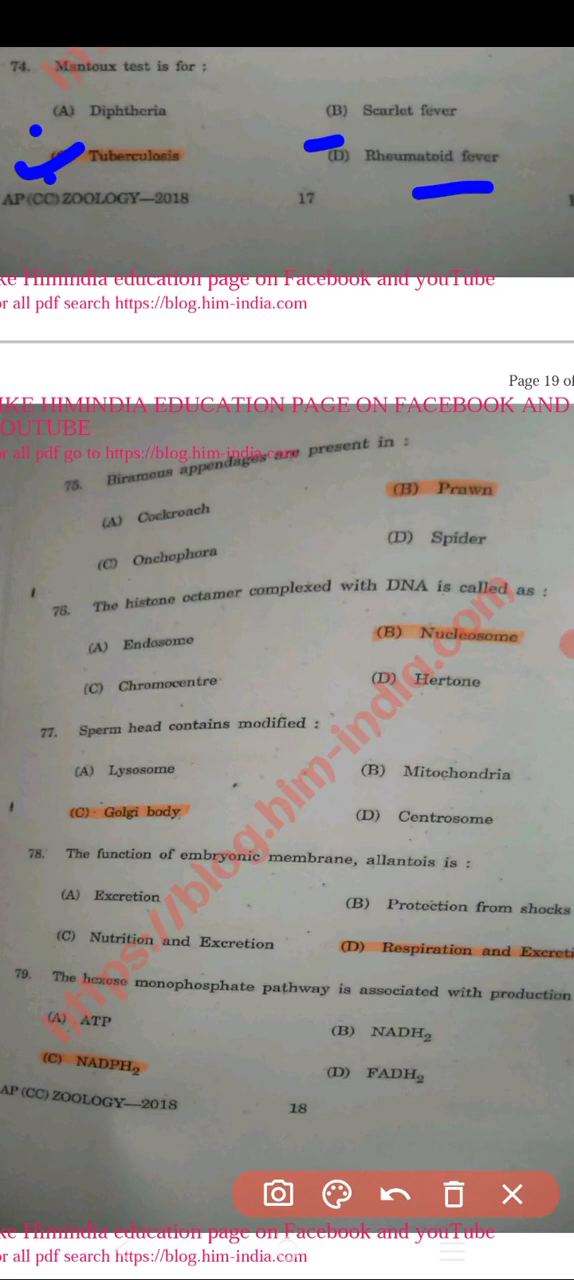 74. Mantoux test is for :
(A) Diphtheria (B) Scarlet fever
Tuberculosis (D) Rheumatoid fever
AP (CC) ZOOLOGY—2018 17
ke Himindia education page on Facebook and youTube
or all pdf search https://blog.him-india.com
Page 19 of
IKE HIMINDIA EDUCATION PAGE ON FACEBOOK AND
OUTUBE
or all pdf go to https://blog.him-india.com
75. Biramous appendages are present in :
(A) Cockroach (B) Prawn
(C) Onchophora (D) Spider
76. The histone octamer complexed with DNA is called as :
(A) Endosome (B) Nucleosome
(C) Chromocentre (D) Hertone
77. Sperm head contains modified :
(A) Lysosome (B) Mitochondria
(C) Golgi body (D) Centrosome
78. The function of embryonic membrane, allantois is :
(A) Excretion (B) Protection from shocks
(C) Nutrition and Excretion (D) Respiration and Excreti
79. The hexose monophosphate pathway is associated with production
(A) ATP (B) NADH₂
(C) NADPH₂ (D) FADH₂
AP (CC) ZOOLOGY—2018 18
https://blog.him-india.com
ke Himindia education page on Facebook and youTube
or all pdf search https://blog.him-india.com